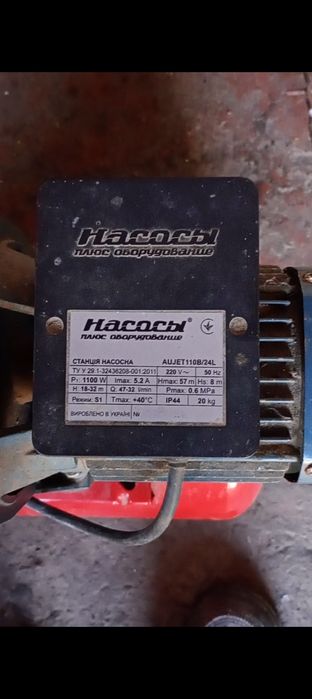 Насосы
плюс оборудование
Насосы®
плюс оборудование
СТАНЦІЯ НАСОСНА AUJET110B/24L
ТУ У 29.1-32436208-001:2011 220 V~ 50 Hz
P₁: 1100 W Imax: 5.2 A Hmax: 57 m Hs: 8 m
H: 18-32 m Q: 47-32 l/min Pmax: 0.6 MPa
Режим: S1 Tmax: +40°C IP44 20 kg
ВИРОБЛЕНО В УКРАЇНІ №